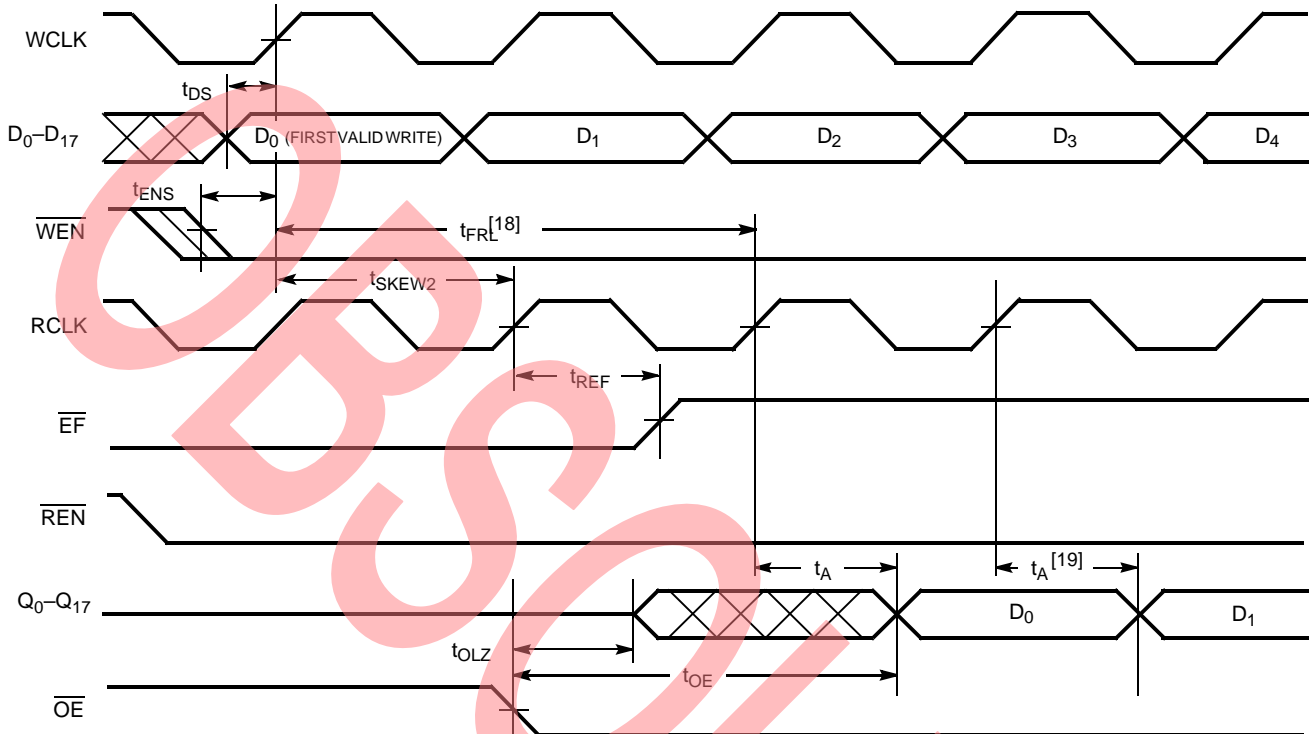 WCLK
tDS
D0–D17
D0 (FIRST VALID WRITE)
D1
D2
D3
D4
tENS
WEN
tFRL[18]
tSKEW2
RCLK
tREF
EF
REN
tA
tA[19]
Q0–Q17
D0
D1
tOLZ
tOE
OE
OBSOL